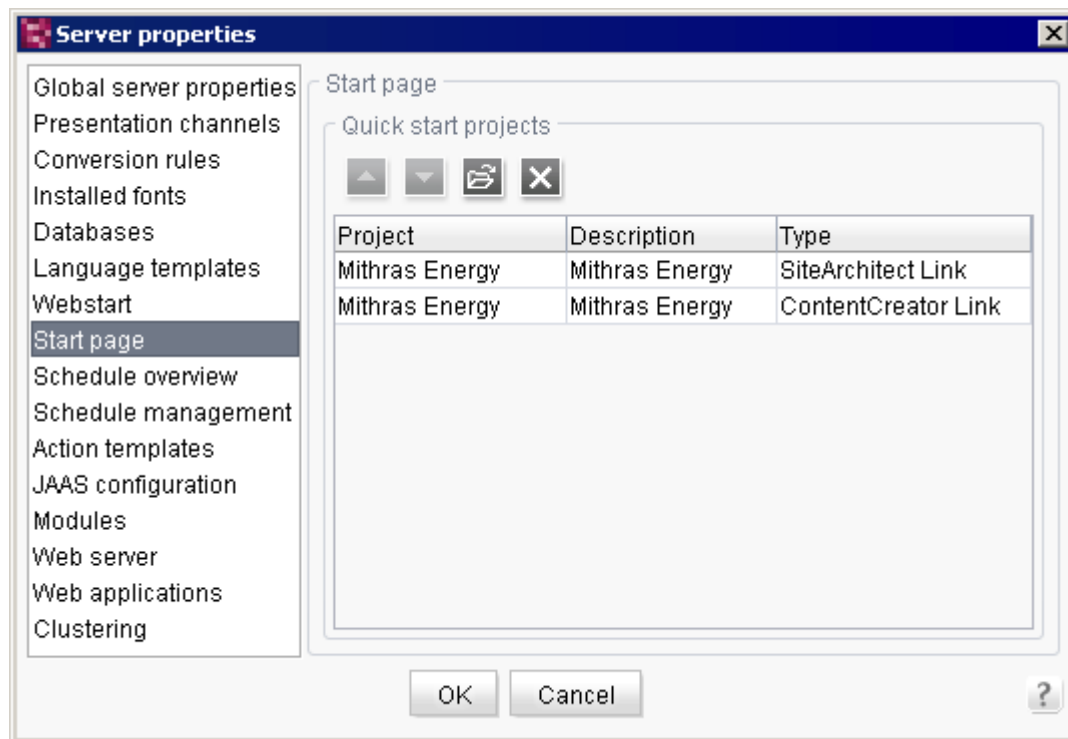 Server properties
Global server properties
Presentation channels
Conversion rules
Installed fonts
Databases
Language templates
Webstart
Start page
Schedule overview
Schedule management
Action templates
JAAS configuration
Modules
Web server
Web applications
Clustering
Start page
Quick start projects
Project Description Type
Mithras Energy Mithras Energy SiteArchitect Link
Mithras Energy Mithras Energy ContentCreator Link
OK Cancel ?